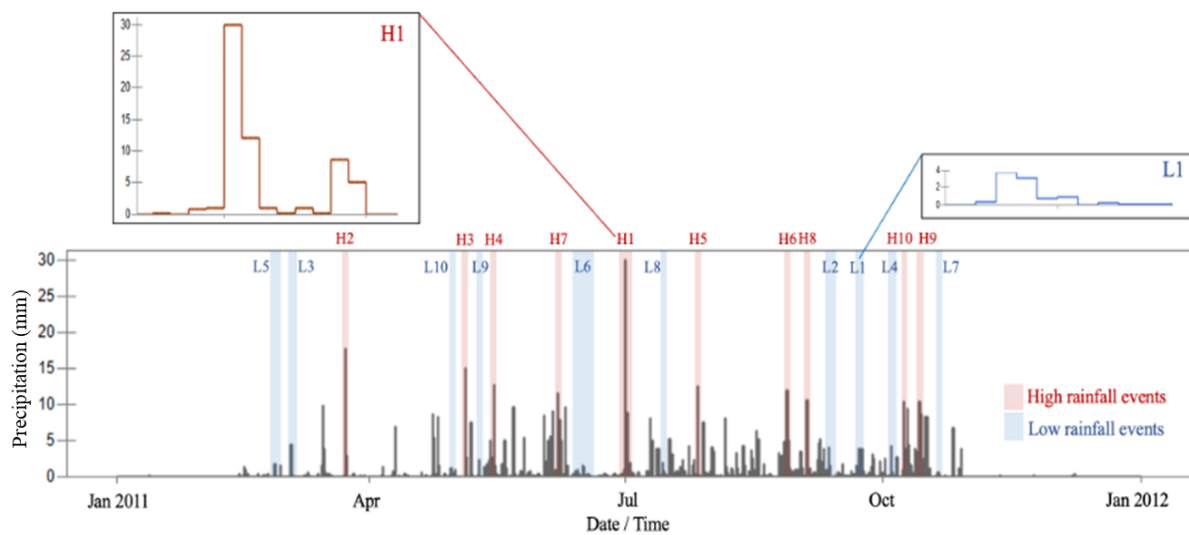 30
25
20
15
10
5
0
H1
4
2
0
L1
H2
H3
H4
H7
H1
H5
H6
H8
H10
H9
L5
L3
L10
L9
L6
L8
L2
L1
L4
L7
Precipitation (mm)
30
25
20
15
10
5
0
High rainfall events
Low rainfall events
Jan 2011
Apr
Jul
Oct
Jan 2012
Date / Time